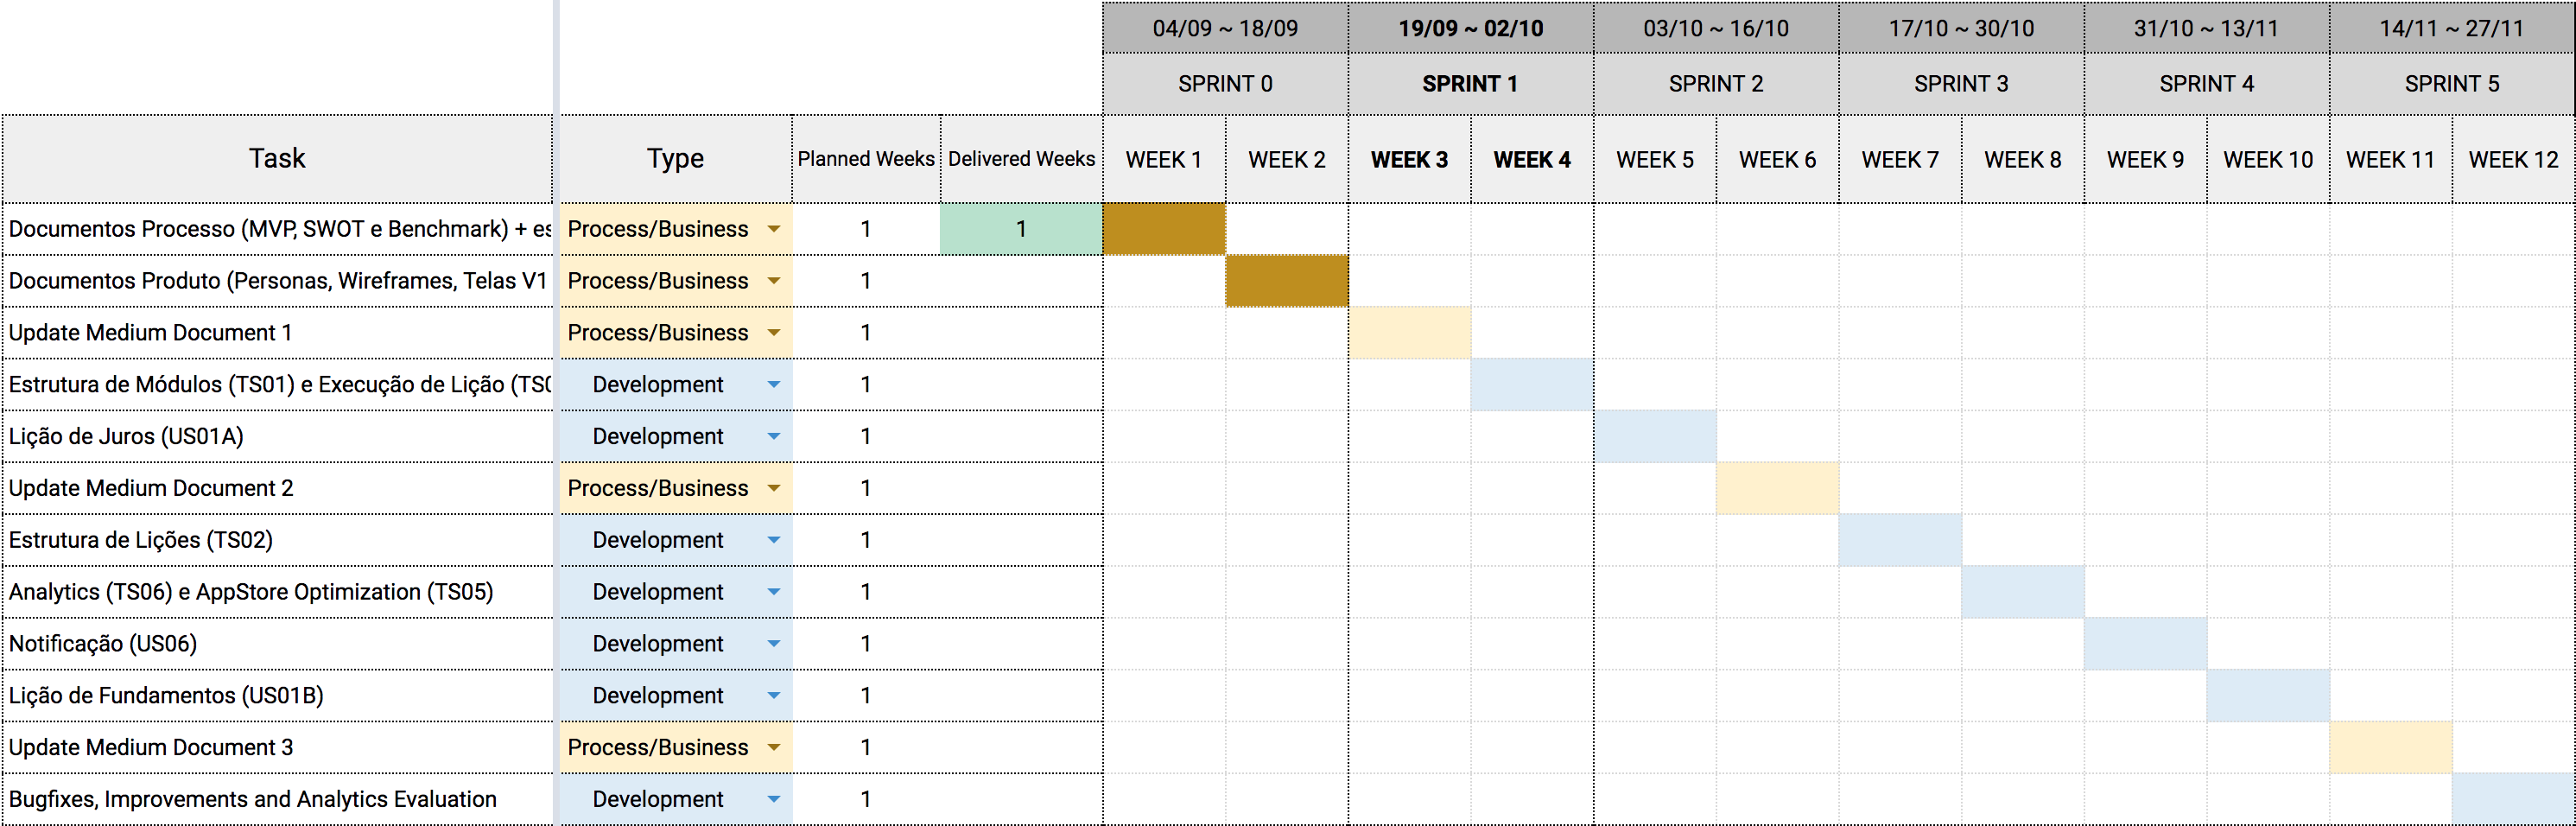 04/09 ~ 18/09 19/09 ~ 02/10 03/10 ~ 16/10 17/10 ~ 30/10 31/10 ~ 13/11 14/11 ~ 27/11
SPRINT 0 SPRINT 1 SPRINT 2 SPRINT 3 SPRINT 4 SPRINT 5
Task Type Planned Weeks Delivered Weeks WEEK 1 WEEK 2 WEEK 3 WEEK 4 WEEK 5 WEEK 6 WEEK 7 WEEK 8 WEEK 9 WEEK 10 WEEK 11 WEEK 12
Documentos Processo (MVP, SWOT e Benchmark) + es Process/Business 1 1
Documentos Produto (Personas, Wireframes, Telas V1 Process/Business 1
Update Medium Document 1 Process/Business 1
Estrutura de Módulos (TS01) e Execução de Lição (TS0 Development 1
Lição de Juros (US01A) Development 1
Update Medium Document 2 Process/Business 1
Estrutura de Lições (TS02) Development 1
Analytics (TS06) e AppStore Optimization (TS05) Development 1
Notificação (US06) Development 1
Lição de Fundamentos (US01B) Development 1
Update Medium Document 3 Process/Business 1
Bugfixes, Improvements and Analytics Evaluation Development 1